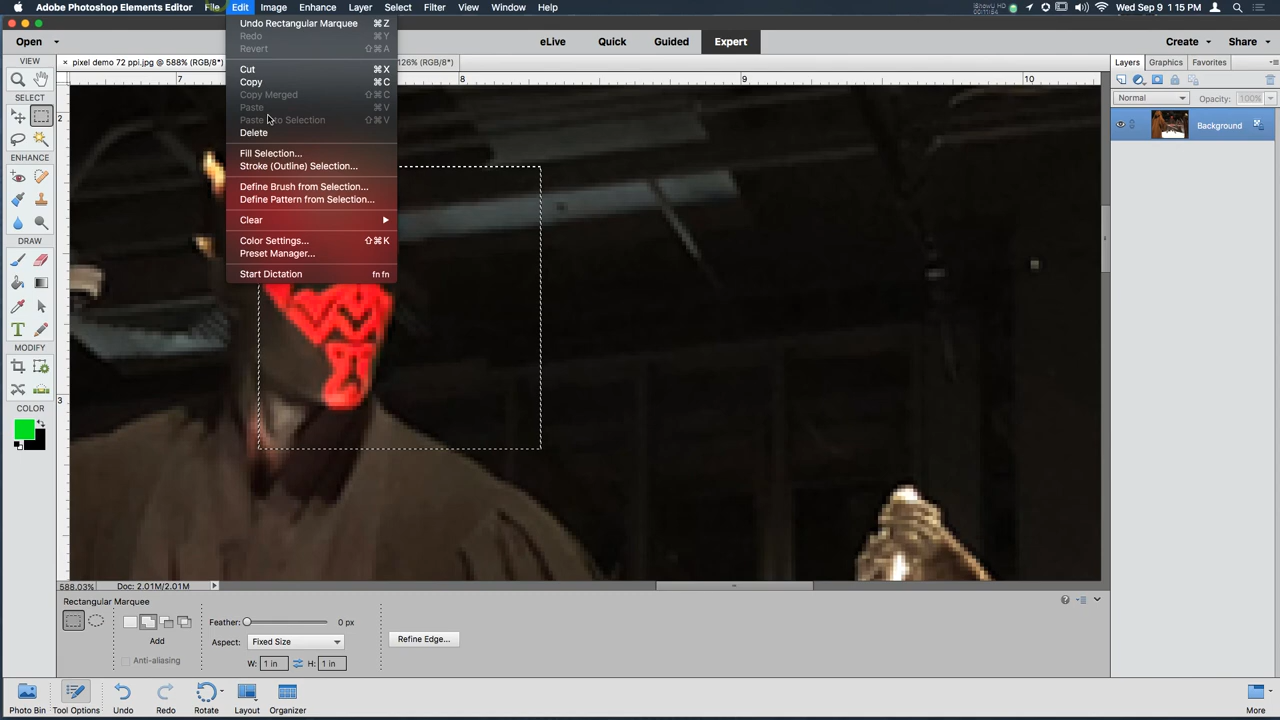 Adobe Photoshop Elements Editor File Edit Image Enhance Layer Select Filter View Window Help Wed Sep 9 1:15 PM
Open eLive Quick Guided Expert Create Share
VIEW
× pixel demo 72 ppi.jpg @ 588% (RGB/8*) 126% (RGB/8*)
Layers Graphics Favorites
7 8 9 10
Normal Opacity: 100%
Background
SELECT
ENHANCE
DRAW
MODIFY
COLOR
2
3
Undo Rectangular Marquee ⌘Z
Redo ⌘Y
Revert ⇧⌘A
Cut ⌘X
Copy ⌘C
Copy Merged ⇧⌘C
Paste ⌘V
Selection ⇧⌘V
Delete
Fill Selection...
Stroke (Outline) Selection...
Define Brush from Selection...
Define Pattern from Selection...
Clear
Color Settings... ⇧⌘K
Preset Manager...
Start Dictation fn fn
588.03% Doc: 2.01M/2.01M
Rectangular Marquee
Add
Anti-aliasing
Feather: 0 px
Aspect: Fixed Size
W: 1 in H: 1 in
Refine Edge...
Photo Bin Tool Options Undo Redo Rotate Layout Organizer More